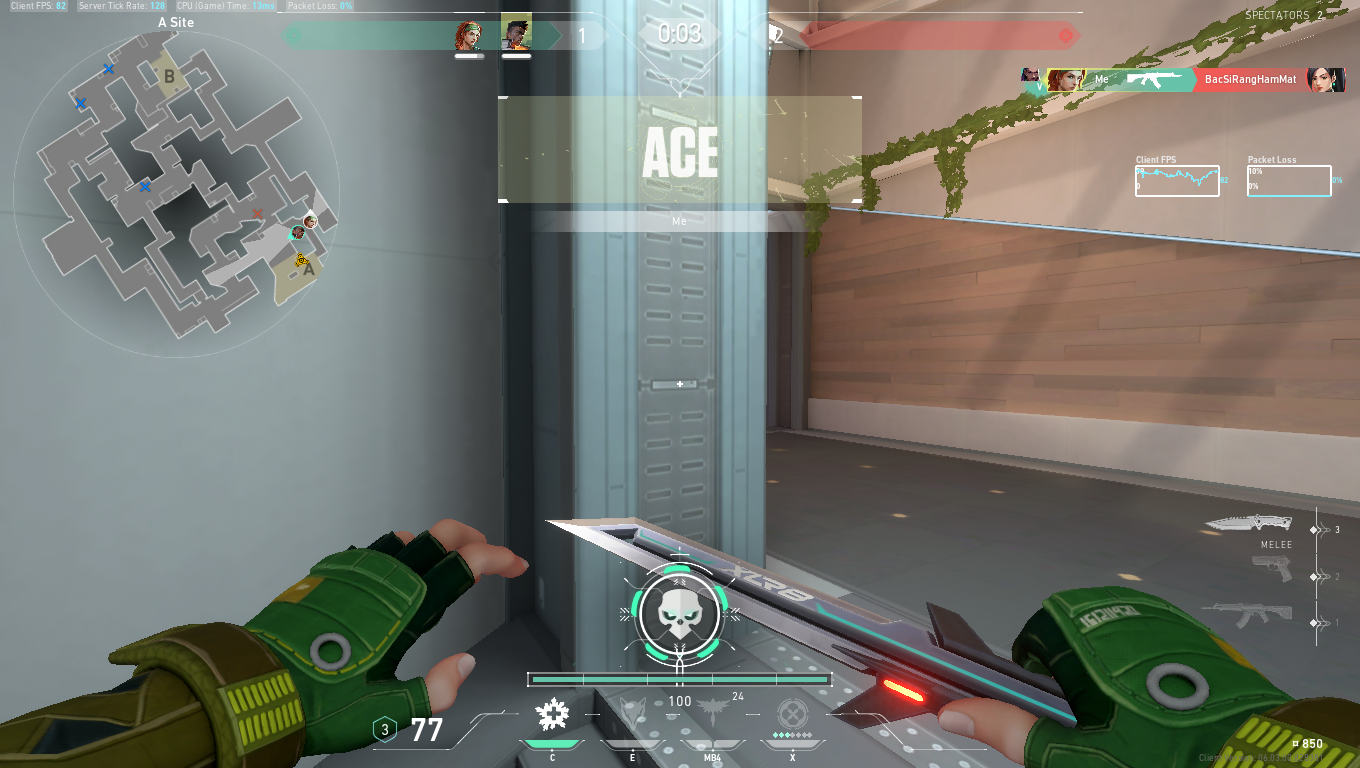 Client FPS: 82 Server Tick Rate: 128 CPU (Game) Time: 13ms Packet Loss: 0%
A Site
1 0:03 2
SPECTATORS 2
B
A
Me BacSiRangHamMat
ACE
Me
Client FPS Packet Loss
82 10% 0%
0 0%
XLR8
3
MELEE
2
1
100 24
3 77
C E MB4 X
850